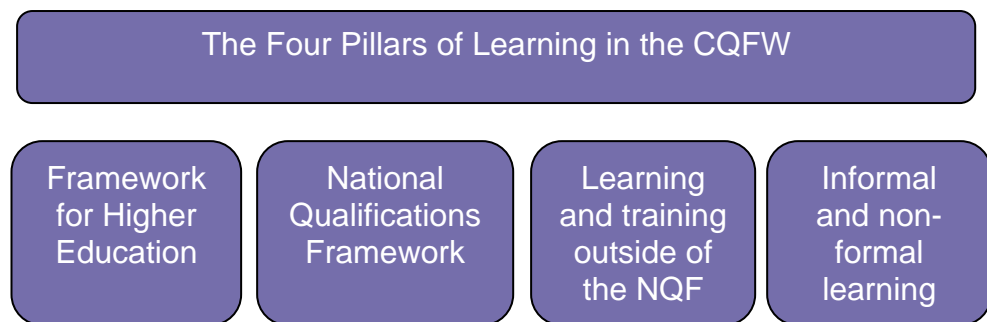 The Four Pillars of Learning in the CQFW
Framework
for Higher
Education
National
Qualifications
Framework
Learning
and training
outside of
the NQF
Informal
and non-
formal
learning